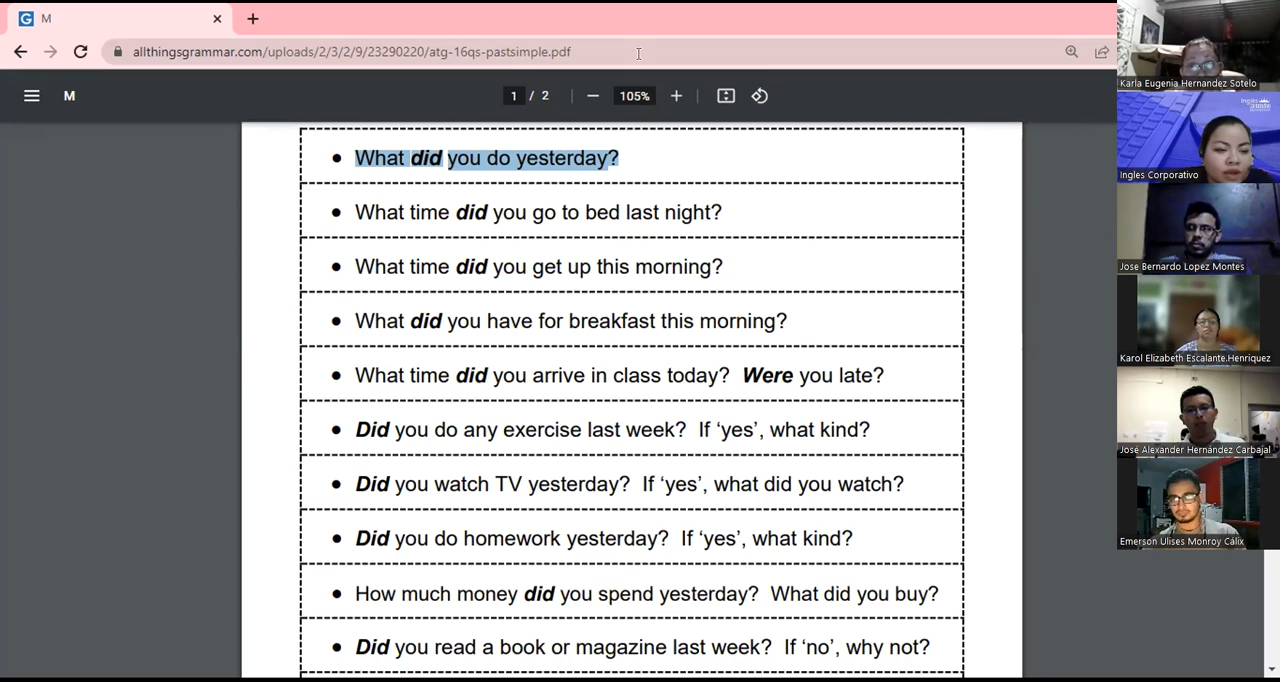 M
allthingsgrammar.com/uploads/2/3/2/9/23290220/atg-16qs-pastsimple.pdf
M
1 / 2
105%
• What did you do yesterday?
• What time did you go to bed last night?
• What time did you get up this morning?
• What did you have for breakfast this morning?
• What time did you arrive in class today? Were you late?
• Did you do any exercise last week? If ‘yes’, what kind?
• Did you watch TV yesterday? If ‘yes’, what did you watch?
• Did you do homework yesterday? If ‘yes’, what kind?
• How much money did you spend yesterday? What did you buy?
• Did you read a book or magazine last week? If ‘no’, why not?
Karla Eugenia Hernandez Sotelo
Ingles Corporativo
Jose Bernardo Lopez Montes
Karol Elizabeth Escalante.Henriquez
José Alexander Hernández Carbajal
Emerson Ulises Monroy Cálix